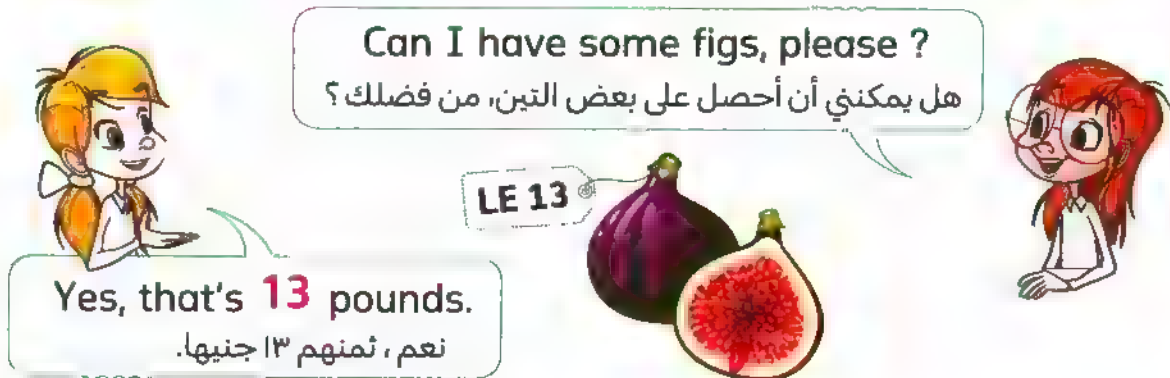 Can I have some figs, please ?
هل يمكنني أن أحصل على بعض التين، من فضلك؟
LE 13
Yes, that's 13 pounds.
نعم ، ثمنهم ١٣ جنيها.